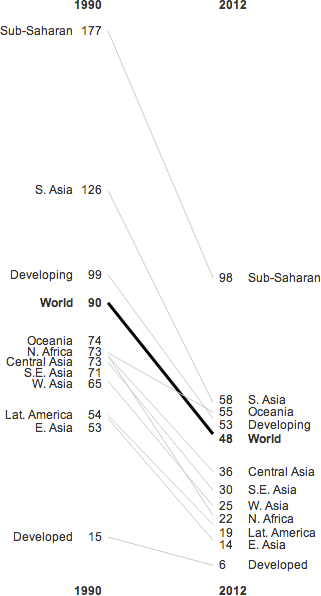 1990 2012
Sub-Saharan 177
S. Asia 126
Developing 99
98 Sub-Saharan
World 90
Oceania 74
N. Africa 73
Central Asia 73
S.E. Asia 71
W. Asia 65
58 S. Asia
55 Oceania
Lat. America 54
53 Developing
E. Asia 53
48 World
36 Central Asia
30 S.E. Asia
25 W. Asia
22 N. Africa
19 Lat. America
Developed 15
14 E. Asia
6 Developed
1990 2012